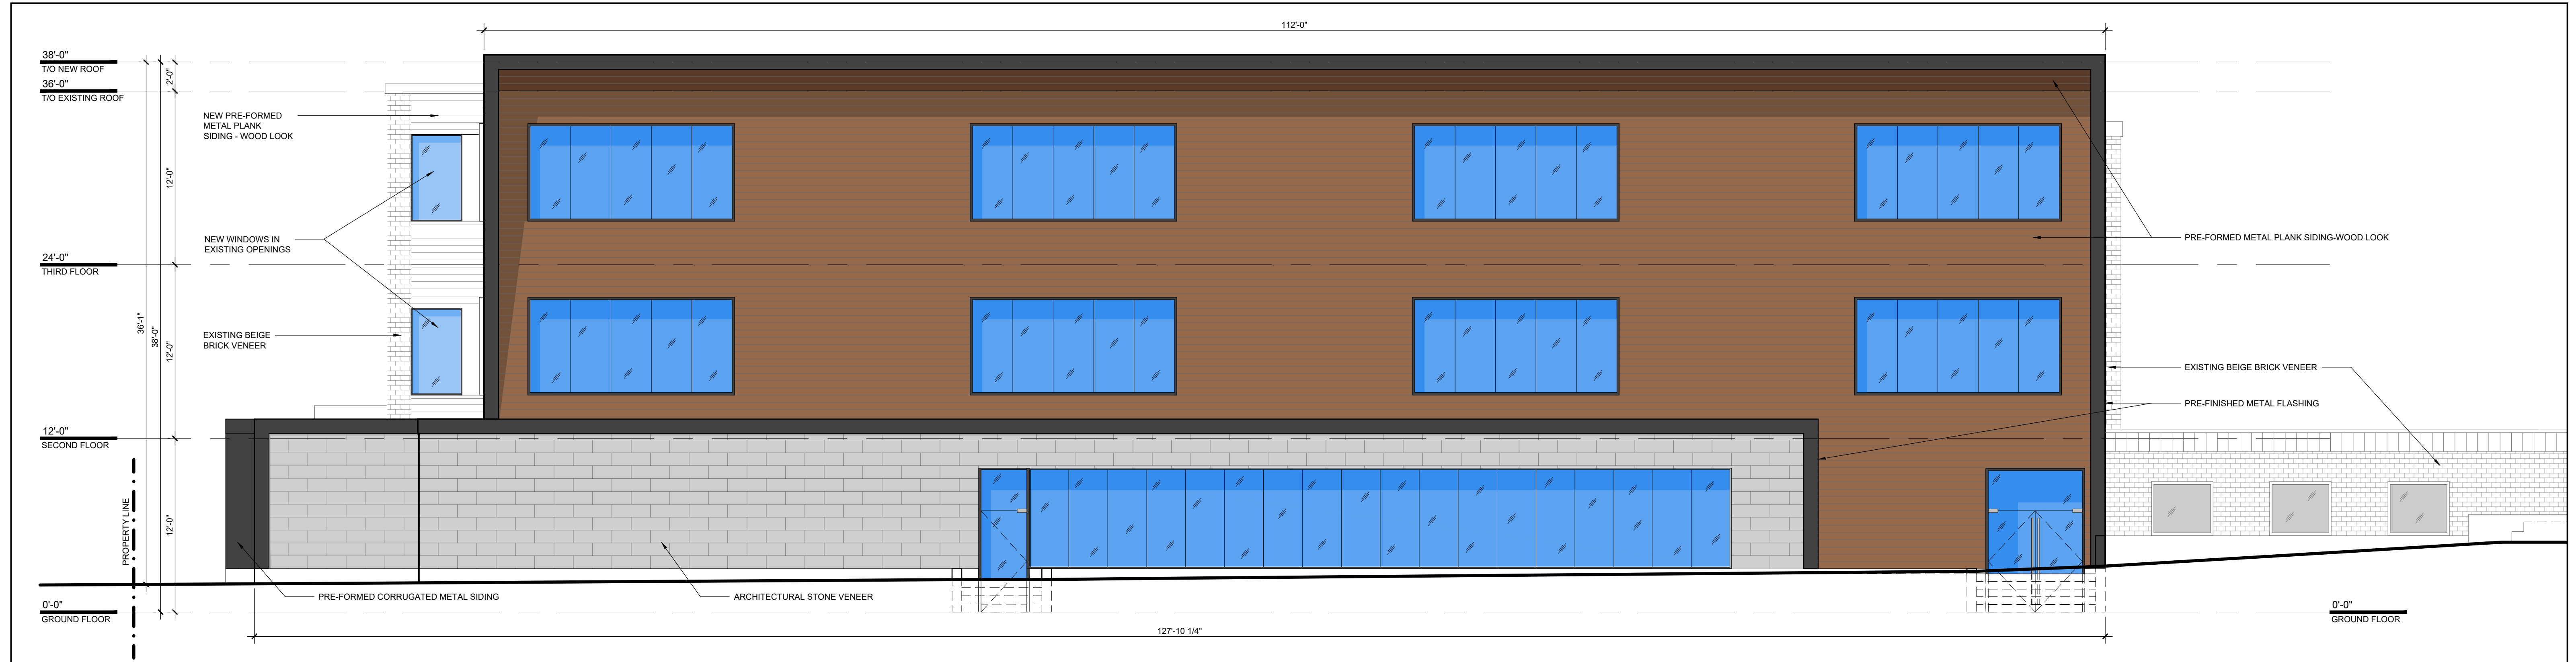 112'-0"
38'-0"
T/O NEW ROOF
2'-0"
36'-0"
T/O EXISTING ROOF
NEW PRE-FORMED
METAL PLANK
SIDING - WOOD LOOK
12'-0"
NEW WINDOWS IN
EXISTING OPENINGS
PRE-FORMED METAL PLANK SIDING-WOOD LOOK
24'-0"
THIRD FLOOR
36'-1"
38'-0"
12'-0"
EXISTING BEIGE
BRICK VENEER
EXISTING BEIGE BRICK VENEER
PRE-FINISHED METAL FLASHING
12'-0"
SECOND FLOOR
PROPERTY LINE
12'-0"
PRE-FORMED CORRUGATED METAL SIDING
ARCHITECTURAL STONE VENEER
0'-0"
GROUND FLOOR
0'-0"
GROUND FLOOR
127'-10 1/4"